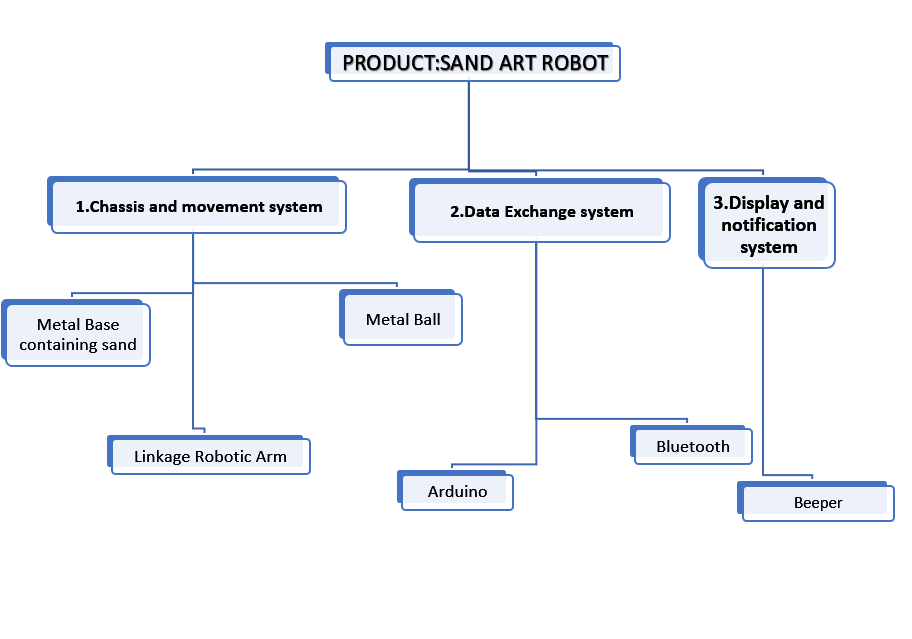 PRODUCT:SAND ART ROBOT
1.Chassis and movement system
2.Data Exchange system
3.Display and
notification
system
Metal Base
containing sand
Metal Ball
Linkage Robotic Arm
Arduino
Bluetooth
Beeper